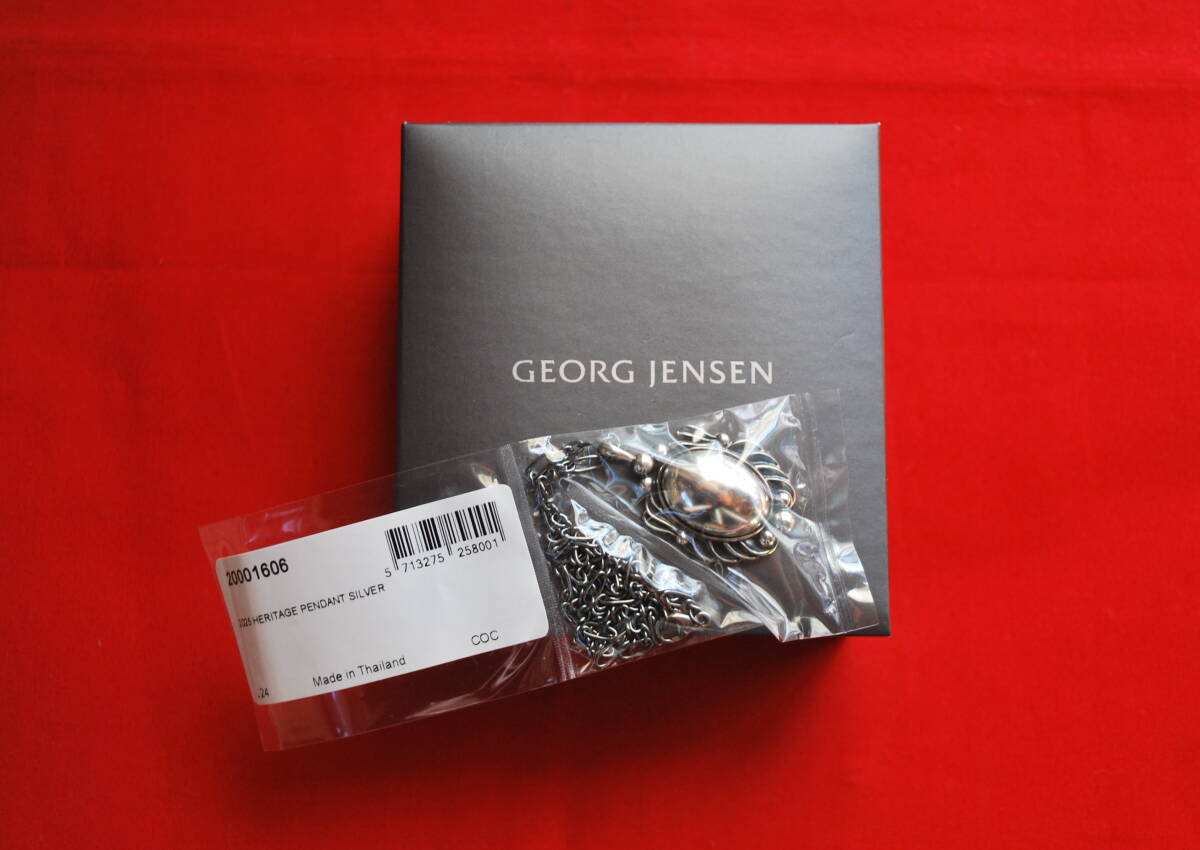 GEORG JENSEN
20001606
5 713275 258001
2025 HERITAGE PENDANT SILVER
COC
Made in Thailand